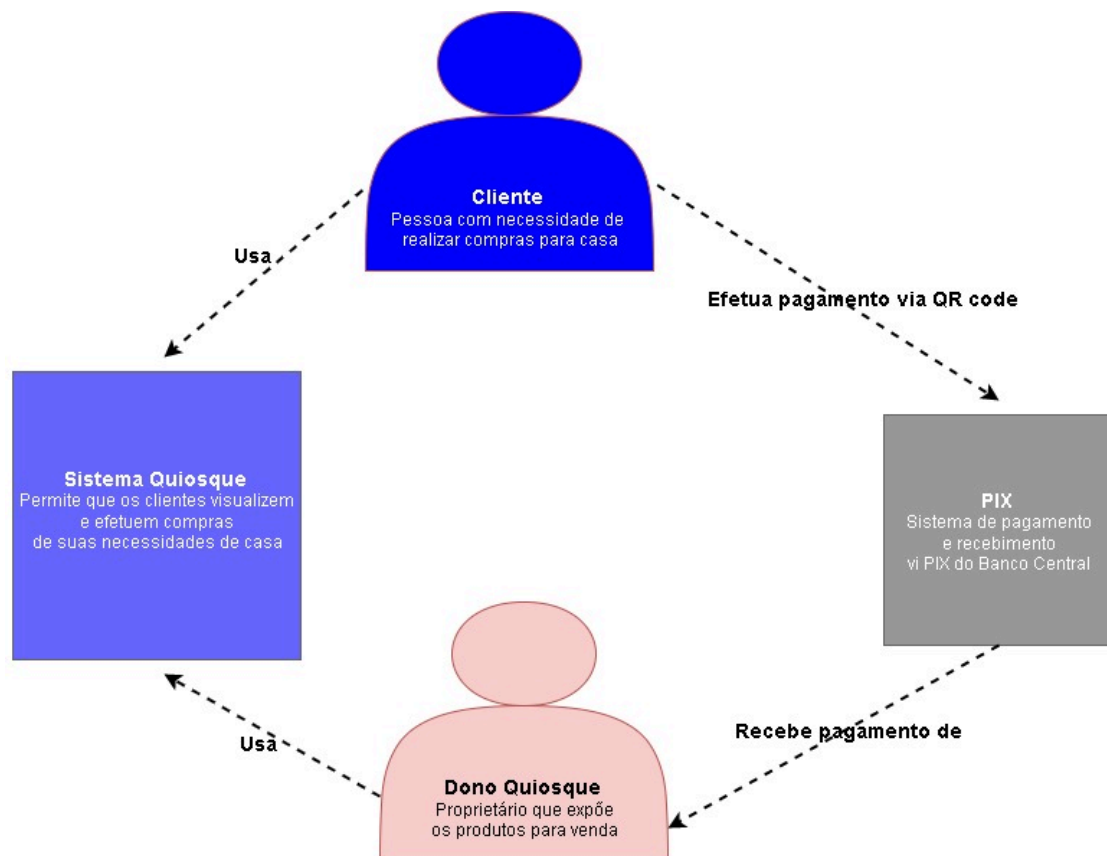 Cliente
Pessoa com necessidade de
realizar compras para casa
Usa
Efetua pagamento via QR code
Sistema Quiosque
Permite que os clientes visualizem
e efetuem compras
de suas necessidades de casa
PIX
Sistema de pagamento
e recebimento
vi PIX do Banco Central
Usa
Recebe pagamento de
Dono Quiosque
Proprietário que expõe
os produtos para venda